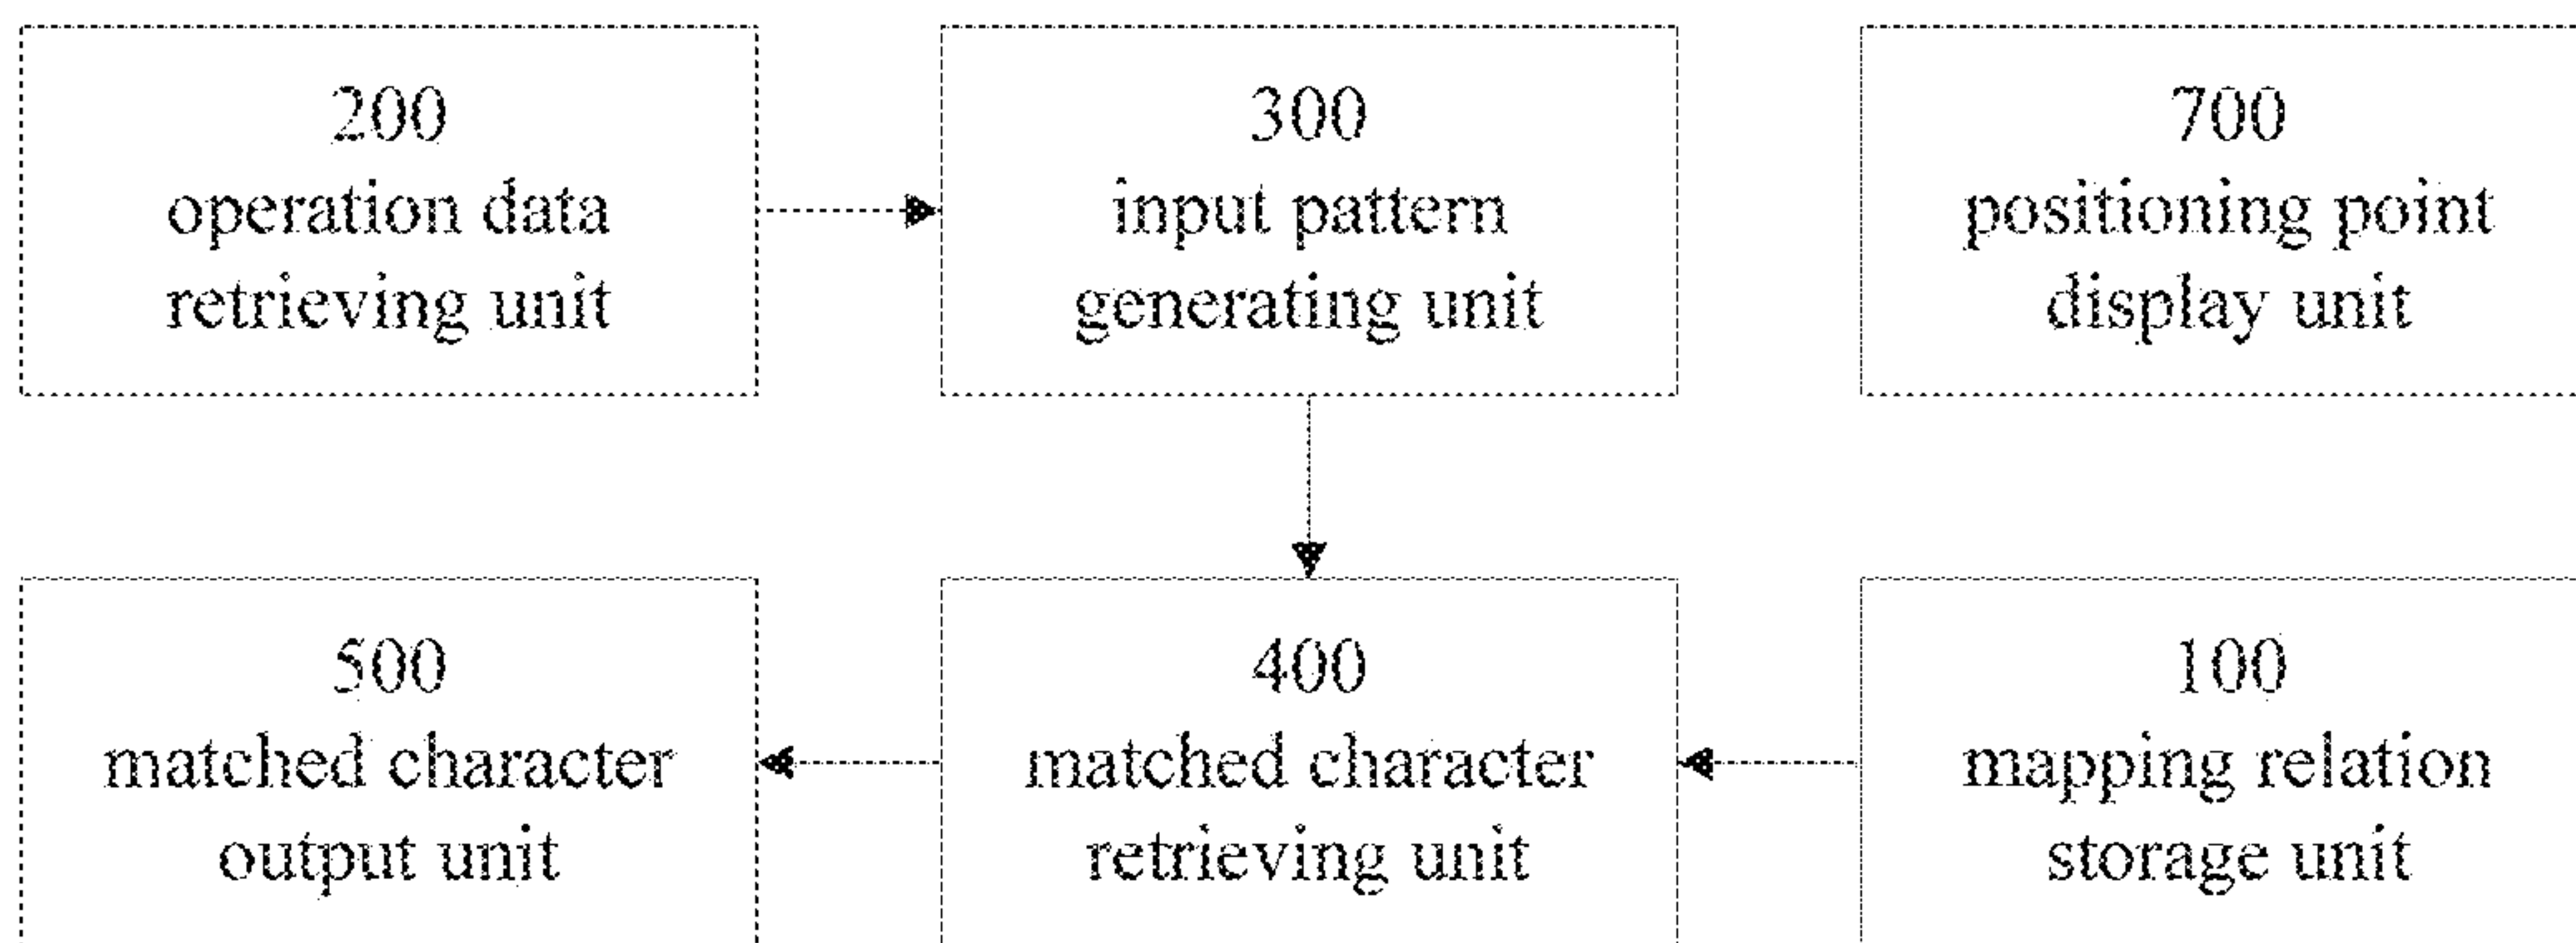 200
operation data
retrieving unit
300
input pattern
generating unit
700
positioning point
display unit
500
matched character
output unit
400
matched character
retrieving unit
100
mapping relation
storage unit